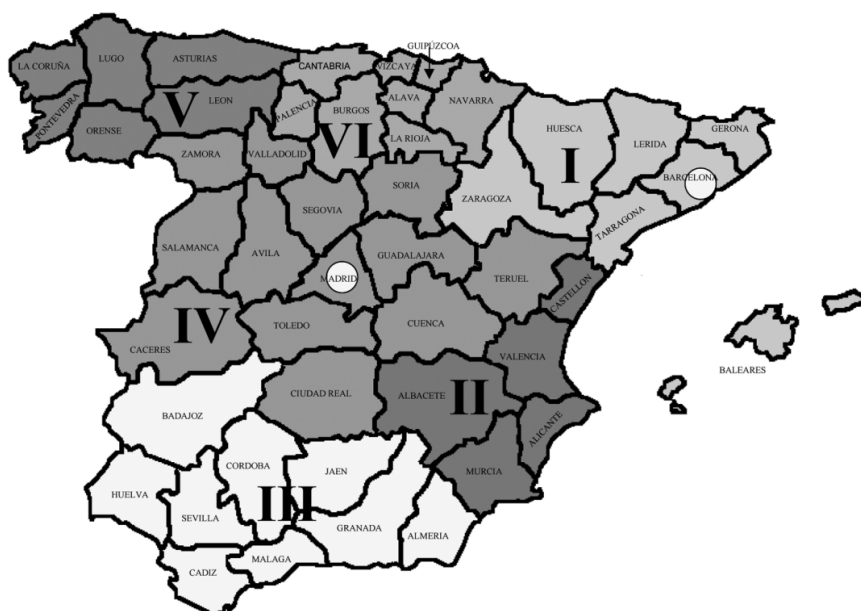 GUIPÚZCOA
LA CORUÑA
LUGO
ASTURIAS
CANTABRIA
VIZCAYA
PONTEVEDRA
ORENSE
V
LEON
PALENCIA
BURGOS
VI
ALAVA
NAVARRA
LA RIOJA
HUESCA
I
LERIDA
GERONA
BARCELONA
ZAMORA
VALLADOLID
SORIA
ZARAGOZA
TARRAGONA
SEGOVIA
SALAMANCA
AVILA
MADRID
GUADALAJARA
TERUEL
CASTELLON
IV
CACERES
TOLEDO
CUENCA
VALENCIA
BALEARES
BADAJOZ
CIUDAD REAL
ALBACETE
II
ALICANTE
MURCIA
HUELVA
SEVILLA
CORDOBA
III
JAEN
GRANADA
ALMERIA
CADIZ
MALAGA